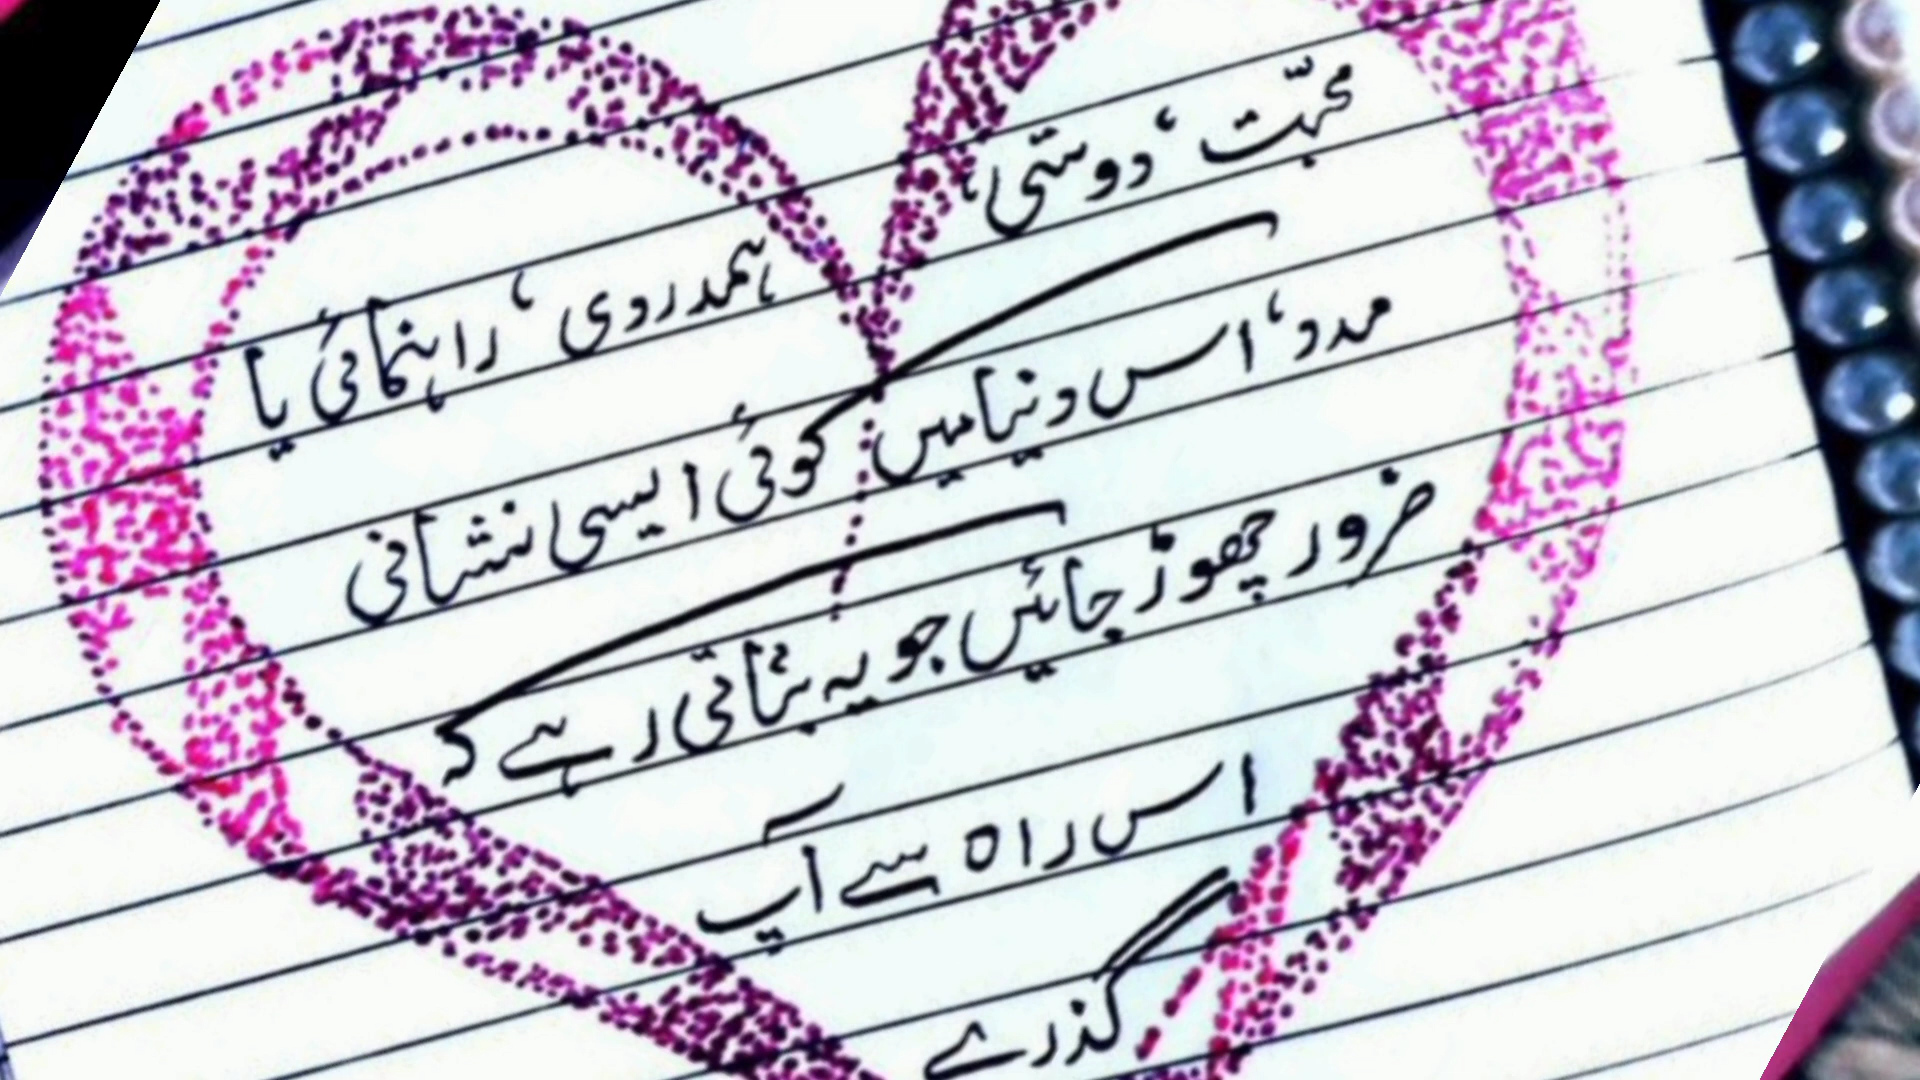 محبّت ، دوستی ،
ہمدردی ، راہنمائی یا
مدد، اس دنیا میں کوئی ایسی نشانی
ضرور چھوڑ جائیں جو یہ بتاتی رہے کہ
اس راہ سے آپ
گذرے